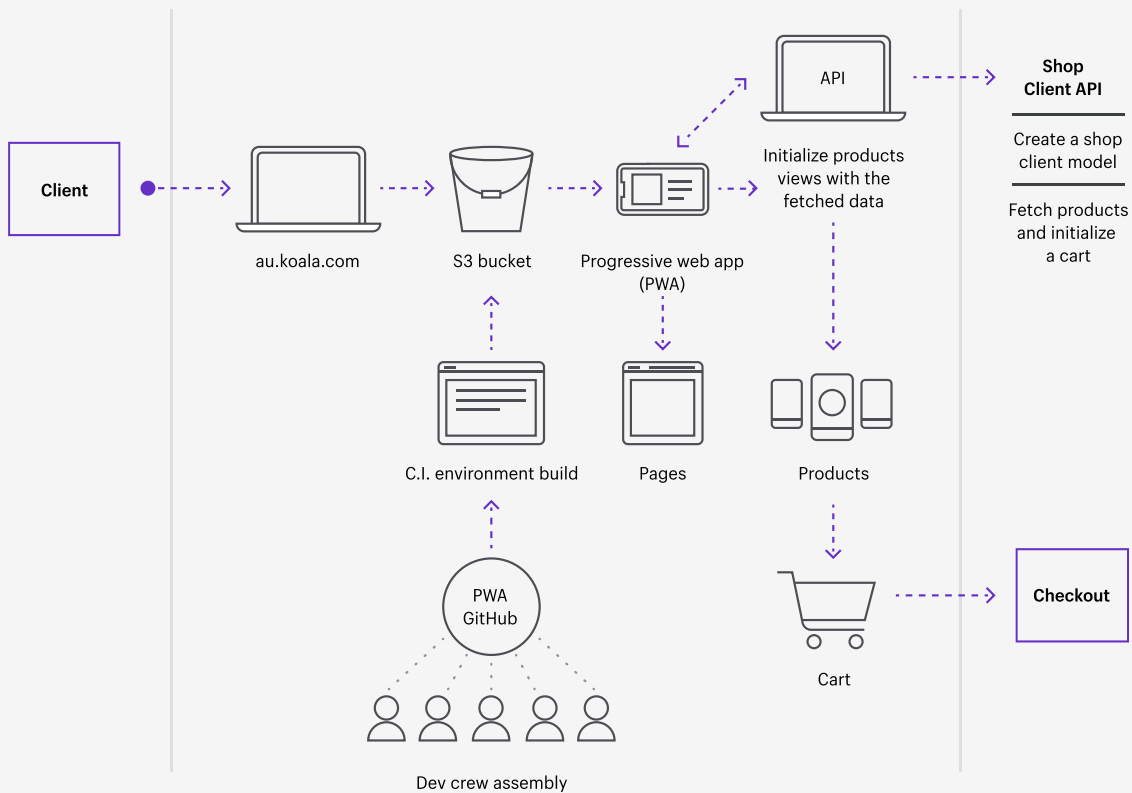 Client
au.koala.com
S3 bucket
Progressive web app
(PWA)
API
Initialize products
views with the
fetched data
Shop
Client API
Create a shop
client model
Fetch products
and initialize
a cart
C.I. environment build
Pages
Products
PWA
GitHub
Dev crew assembly
Cart
Checkout